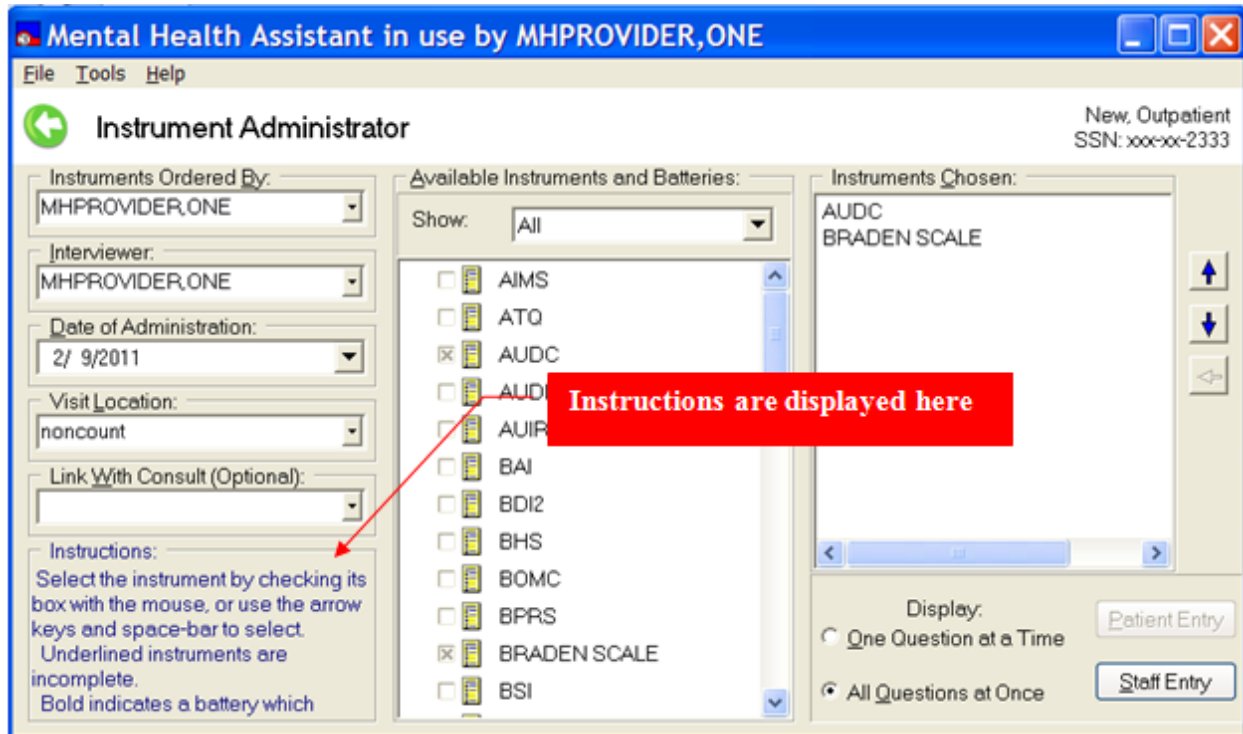 Mental Health Assistant in use by MHPROVIDER,ONE
File Tools Help
Instrument Administrator
New, Outpatient
SSN: xxx-xx-2333
Instruments Ordered By:
MHPROVIDER,ONE
Interviewer:
MHPROVIDER,ONE
Date of Administration:
2/ 9/2011
Visit Location:
noncount
Link With Consult (Optional):
Instructions:
Select the instrument by checking its
box with the mouse, or use the arrow
keys and space-bar to select.
Underlined instruments are
incomplete.
Bold indicates a battery which
Available Instruments and Batteries:
Show: All
AIMS
ATQ
AUDC
BAI
BDI2
BHS
BOMC
BPRS
BRADEN SCALE
BSI
Instructions are displayed here
Instruments Chosen:
AUDC
BRADEN SCALE
Display:
One Question at a Time
All Questions at Once
Patient Entry
Staff Entry